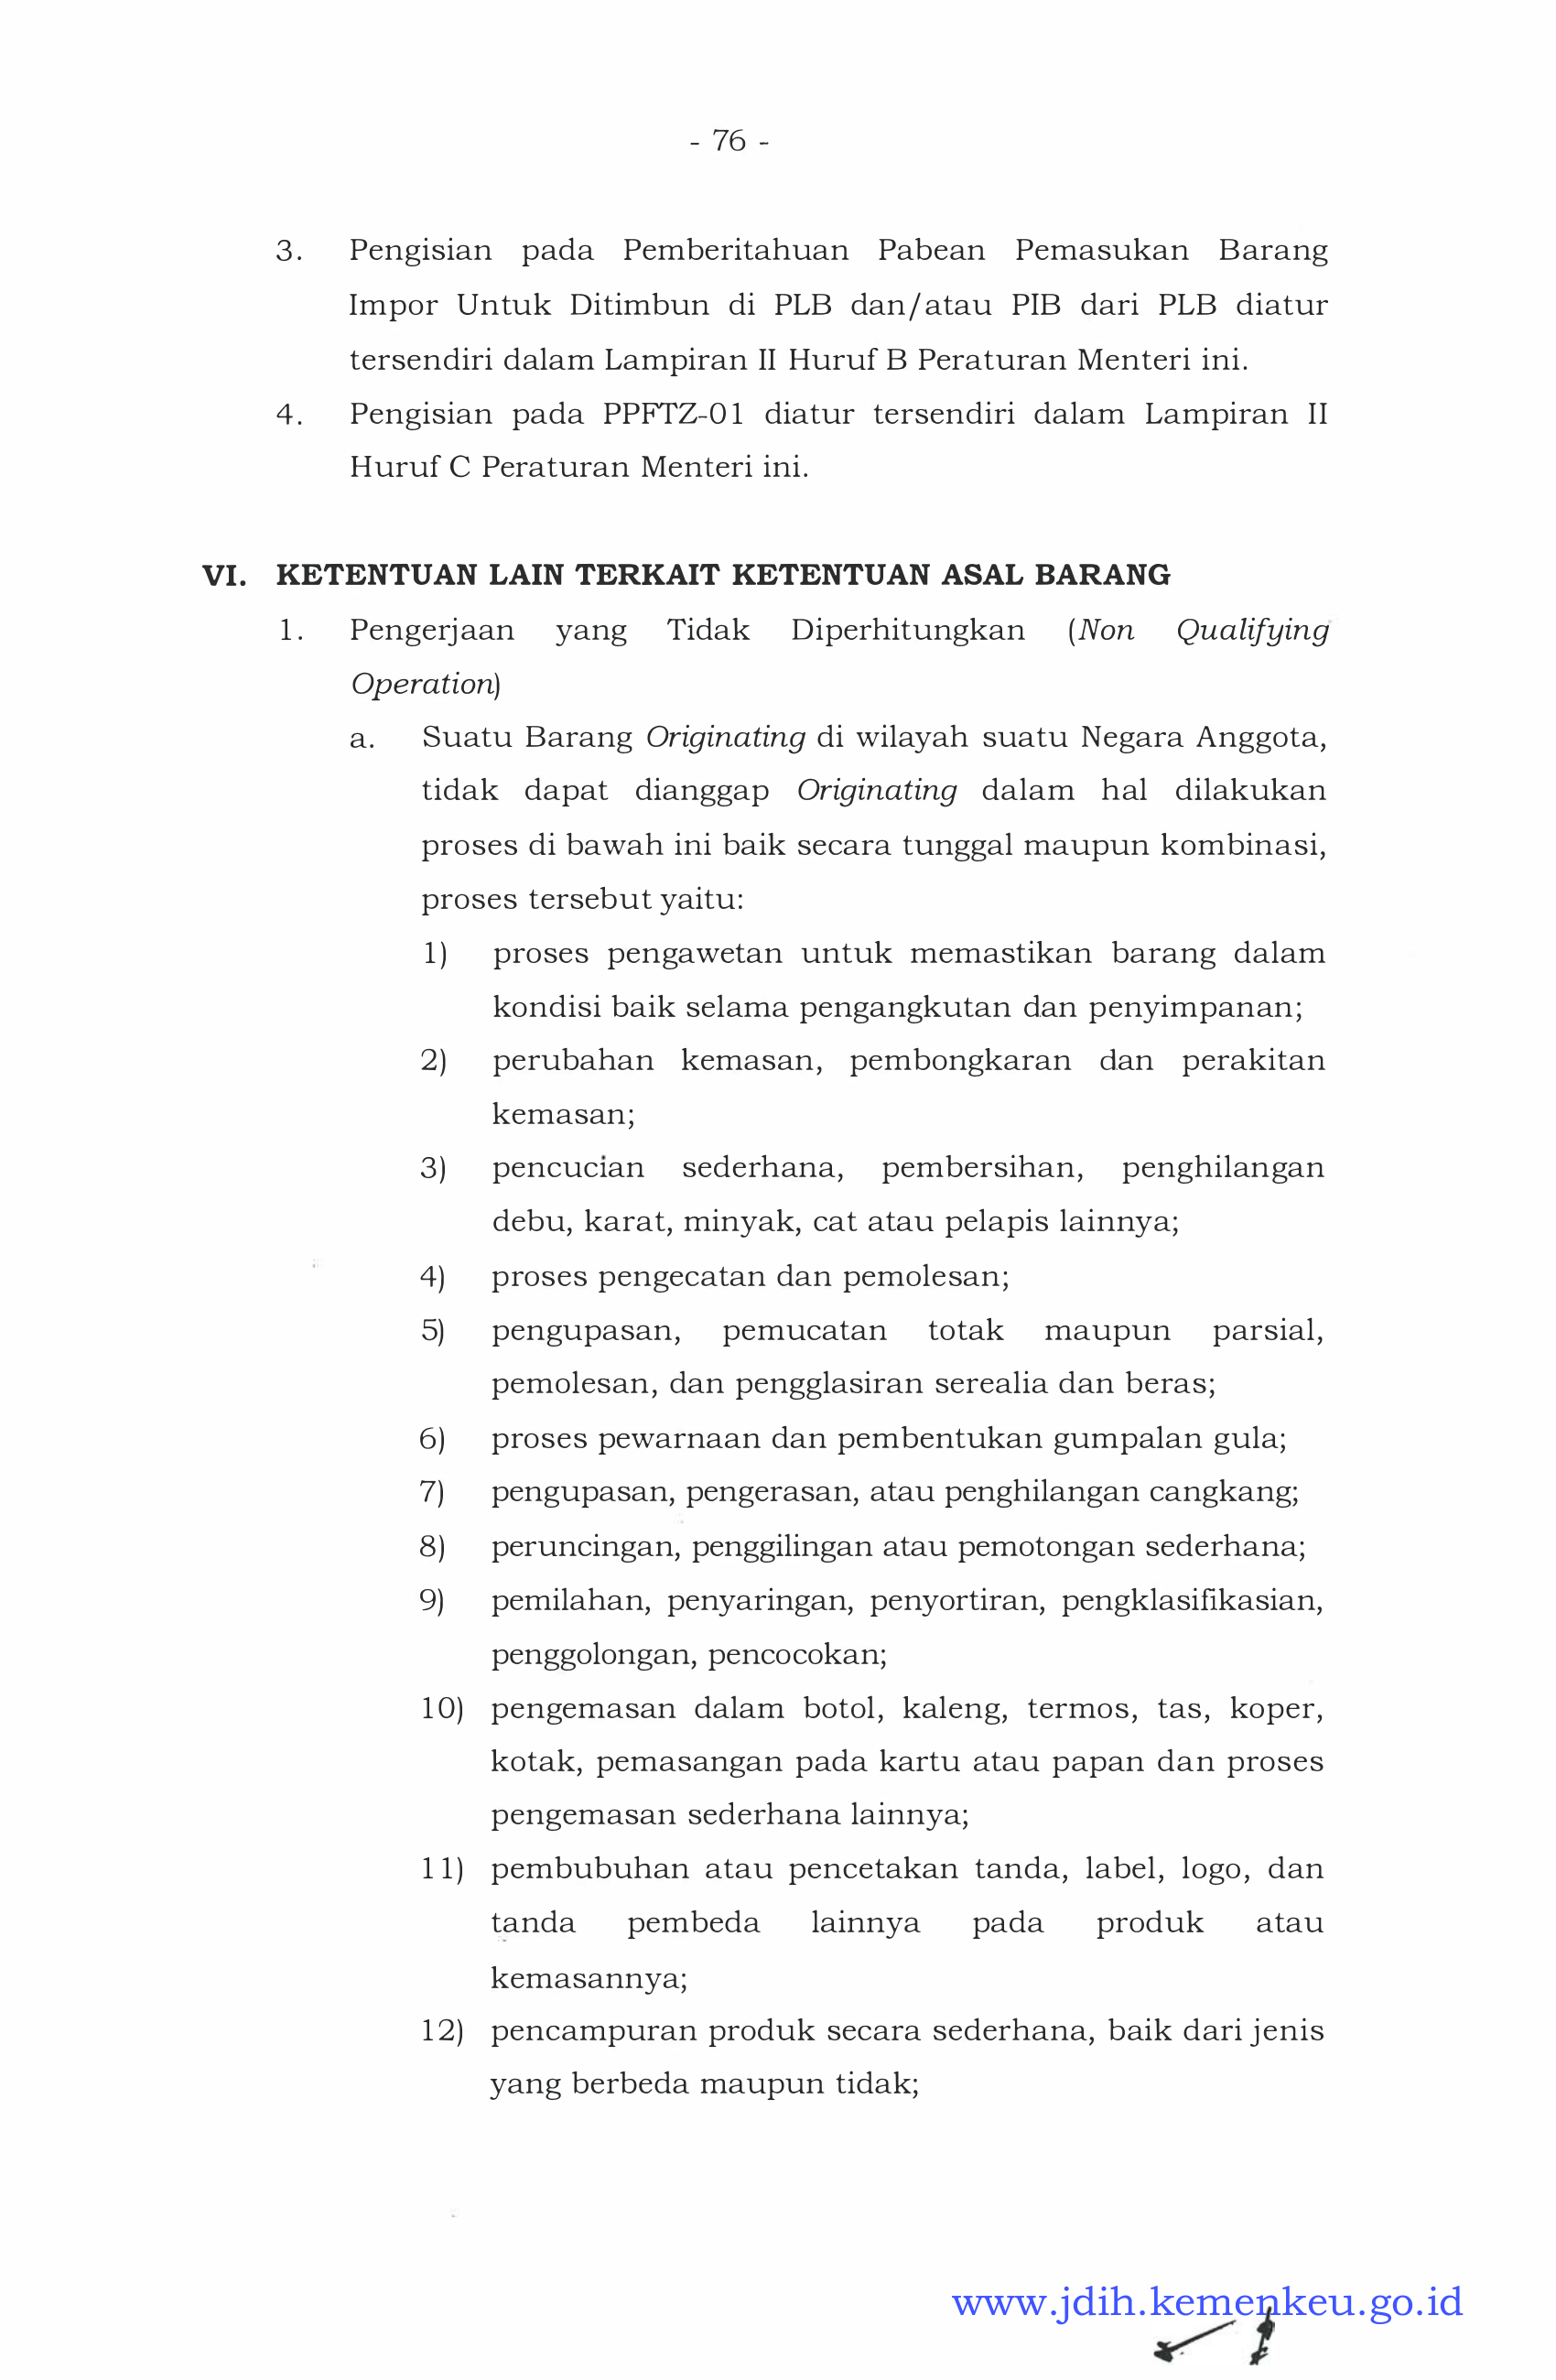 - 76 -
3. Pengisian pada Pemberitahuan Pabean Pemasukan Barang
Impor Untuk Ditimbun di PLB dan/atau PIB dari PLB diatur
tersendiri dalam Lampiran II Huruf B Peraturan Menteri ini.
4. Pengisian pada PPFTZ-01 diatur tersendiri dalam Lampiran II
Huruf C Peraturan Menteri ini.
VI. KETENTUAN LAIN TERKAIT KETENTUAN ASAL BARANG
1. Pengerjaan yang Tidak Diperhitungkan (Non Qualifying
Operation)
a. Suatu Barang Originating di wilayah suatu Negara Anggota,
tidak dapat dianggap Originating dalam hal dilakukan
proses di bawah ini baik secara tunggal maupun kombinasi,
proses tersebut yaitu:
1) proses pengawetan untuk memastikan barang dalam
kondisi baik selama pengangkutan dan penyimpanan;
2) perubahan kemasan, pembongkaran dan perakitan
kemasan;
3) pencucian sederhana, pembersihan, penghilangan
debu, karat, minyak, cat atau pelapis lainnya;
4) proses pengecatan dan pemolesan;
5) pengupasan, pemucatan totak maupun parsial,
pemolesan, dan pengglasiran serealia dan beras;
6) proses pewarnaan dan pembentukan gumpalan gula;
7) pengupasan, pengerasan, atau penghilangan cangkang;
8) peruncingan, penggilingan atau pemotongan sederhana;
9) pemilahan, penyaringan, penyortiran, pengklasifikasian,
penggolongan, pencocokan;
10) pengemasan dalam botol, kaleng, termos, tas, koper,
kotak, pemasangan pada kartu atau papan dan proses
pengemasan sederhana lainnya;
11) pembubuhan atau pencetakan tanda, label, logo, dan
tanda pembeda lainnya pada produk atau
kemasannya;
12) pencampuran produk secara sederhana, baik dari jenis
yang berbeda maupun tidak;
www.jdih.kemenkeu.go.id